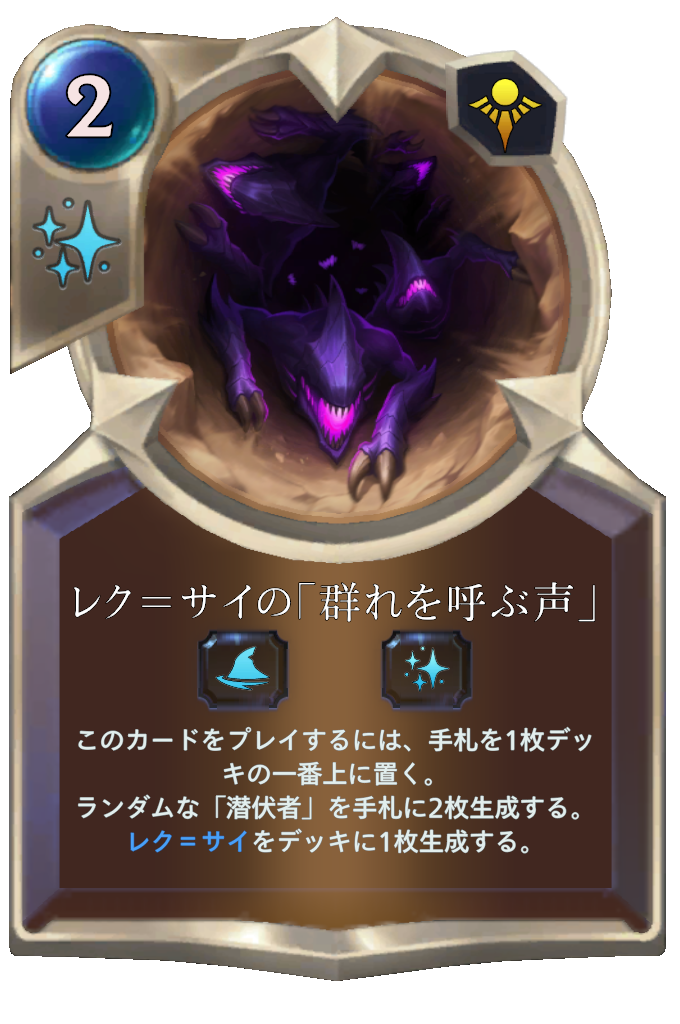 2
レク＝サイの「群れを呼ぶ声」
このカードをプレイするには、手札を1枚デッ
キの一番上に置く。
ランダムな「潜伏者」を手札に2枚生成する。
レク＝サイをデッキに1枚生成する。